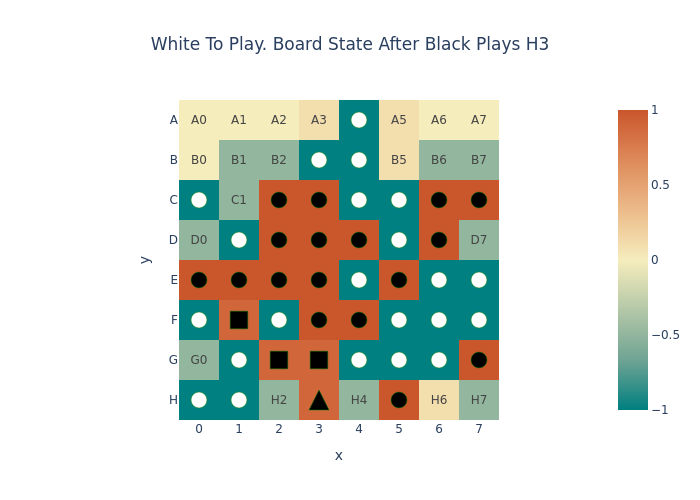 White To Play. Board State After Black Plays H3
A A0 A1 A2 A3 A5 A6 A7
B B0 B1 B2 B5 B6 B7
C C1
D D0 D7
E
F
G G0
H H2 H4 H6 H7
0 1 2 3 4 5 6 7
x
y
1
0.5
0
−0.5
−1